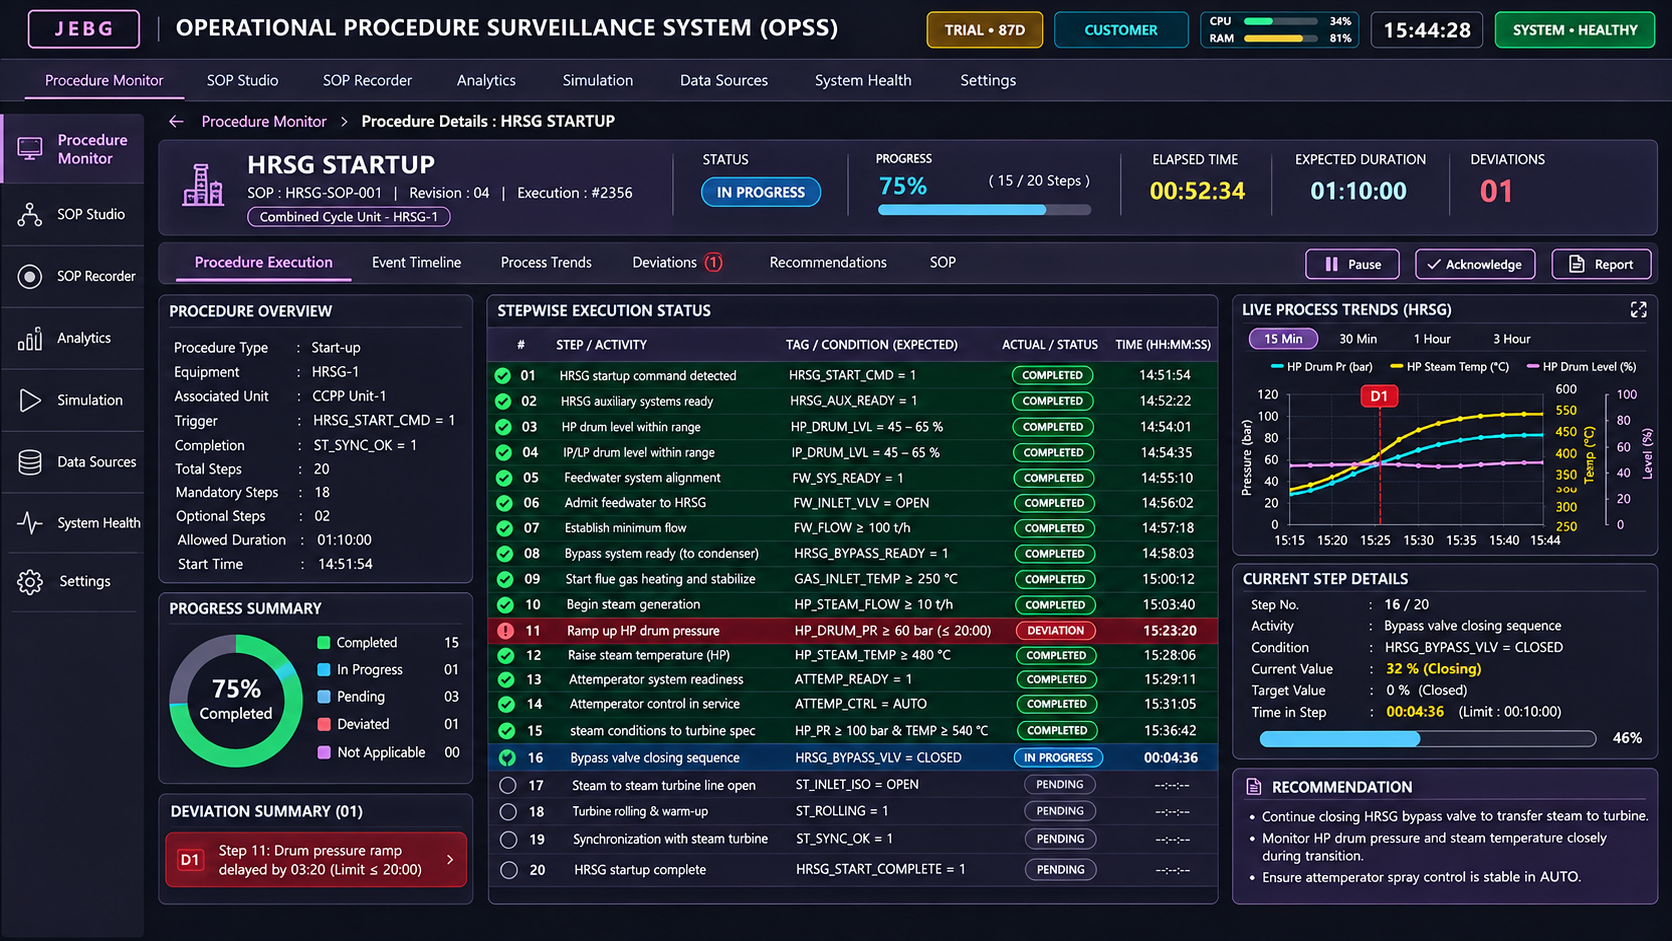 JEBG
OPERATIONAL PROCEDURE SURVEILLANCE SYSTEM (OPSS)
TRIAL • 87D
CUSTOMER
CPU 34%
RAM 81%
15:44:28
SYSTEM • HEALTHY
Procedure Monitor SOP Studio SOP Recorder Analytics Simulation Data Sources System Health Settings
Procedure Monitor
SOP Studio
SOP Recorder
Analytics
Simulation
Data Sources
System Health
Settings
← Procedure Monitor > Procedure Details : HRSG STARTUP
HRSG STARTUP
SOP : HRSG-SOP-001 | Revision : 04 | Execution : #2356
Combined Cycle Unit - HRSG-1
STATUS
IN PROGRESS
PROGRESS
75% ( 15 / 20 Steps )
ELAPSED TIME
00:52:34
EXPECTED DURATION
01:10:00
DEVIATIONS
01
Procedure Execution Event Timeline Process Trends Deviations (1) Recommendations SOP
Pause
Acknowledge
Report
PROCEDURE OVERVIEW
Procedure Type : Start-up
Equipment : HRSG-1
Associated Unit : CCPP Unit-1
Trigger : HRSG_START_CMD = 1
Completion : ST_SYNC_OK = 1
Total Steps : 20
Mandatory Steps : 18
Optional Steps : 02
Allowed Duration : 01:10:00
Start Time : 14:51:54
PROGRESS SUMMARY
75%
Completed
Completed 15
In Progress 01
Pending 03
Deviated 01
Not Applicable 00
DEVIATION SUMMARY (01)
D1
Step 11: Drum pressure ramp
delayed by 03:20 (Limit ≤ 20:00)
STEPWISE EXECUTION STATUS
# STEP / ACTIVITY TAG / CONDITION (EXPECTED) ACTUAL / STATUS TIME (HH:MM:SS)
01 HRSG startup command detected HRSG_START_CMD = 1 COMPLETED 14:51:54
02 HRSG auxiliary systems ready HRSG_AUX_READY = 1 COMPLETED 14:52:22
03 HP drum level within range HP_DRUM_LVL = 45 – 65 % COMPLETED 14:54:01
04 IP/LP drum level within range IP_DRUM_LVL = 45 – 65 % COMPLETED 14:54:35
05 Feedwater system alignment FW_SYS_READY = 1 COMPLETED 14:55:10
06 Admit feedwater to HRSG FW_INLET_VLV = OPEN COMPLETED 14:56:02
07 Establish minimum flow FW_FLOW ≥ 100 t/h COMPLETED 14:57:18
08 Bypass system ready (to condenser) HRSG_BYPASS_READY = 1 COMPLETED 14:58:03
09 Start flue gas heating and stabilize GAS_INLET_TEMP ≥ 250 °C COMPLETED 15:00:12
10 Begin steam generation HP_STEAM_FLOW ≥ 10 t/h COMPLETED 15:03:40
11 Ramp up HP drum pressure HP_DRUM_PR ≥ 60 bar (≤ 20:00) DEVIATION 15:23:20
12 Raise steam temperature (HP) HP_STEAM_TEMP ≥ 480 °C COMPLETED 15:28:06
13 Attemperator system readiness ATTEMP_READY = 1 COMPLETED 15:29:11
14 Attemperator control in service ATTEMP_CTRL = AUTO COMPLETED 15:31:05
15 steam conditions to turbine spec HP_PR ≥ 100 bar & TEMP ≥ 540 °C COMPLETED 15:36:42
16 Bypass valve closing sequence HRSG_BYPASS_VLV = CLOSED IN PROGRESS 00:04:36
17 Steam to steam turbine line open ST_INLET_ISO = OPEN PENDING --:--:--
18 Turbine rolling & warm-up ST_ROLLING = 1 PENDING --:--:--
19 Synchronization with steam turbine ST_SYNC_OK = 1 PENDING --:--:--
20 HRSG startup complete HRSG_START_COMPLETE = 1 PENDING --:--:--
LIVE PROCESS TRENDS (HRSG)
15 Min 30 Min 1 Hour 3 Hour
HP Drum Pr (bar) HP Steam Temp (°C) HP Drum Level (%)
D1
Pressure (bar)
120
100
80
60
40
20
0
600
550
450
400
350
300
300
250
Temp (°C)
100
80
60
40
20
0
Level (%)
15:15 15:20 15:25 15:30 15:35 15:40 15:44
CURRENT STEP DETAILS
Step No. : 16 / 20
Activity : Bypass valve closing sequence
Condition : HRSG_BYPASS_VLV = CLOSED
Current Value : 32 % (Closing)
Target Value : 0 % (Closed)
Time in Step : 00:04:36 (Limit : 00:10:00)
46%
RECOMMENDATION
• Continue closing HRSG bypass valve to transfer steam to turbine.
• Monitor HP drum pressure and steam temperature closely
during transition.
• Ensure attemperator spray control is stable in AUTO.